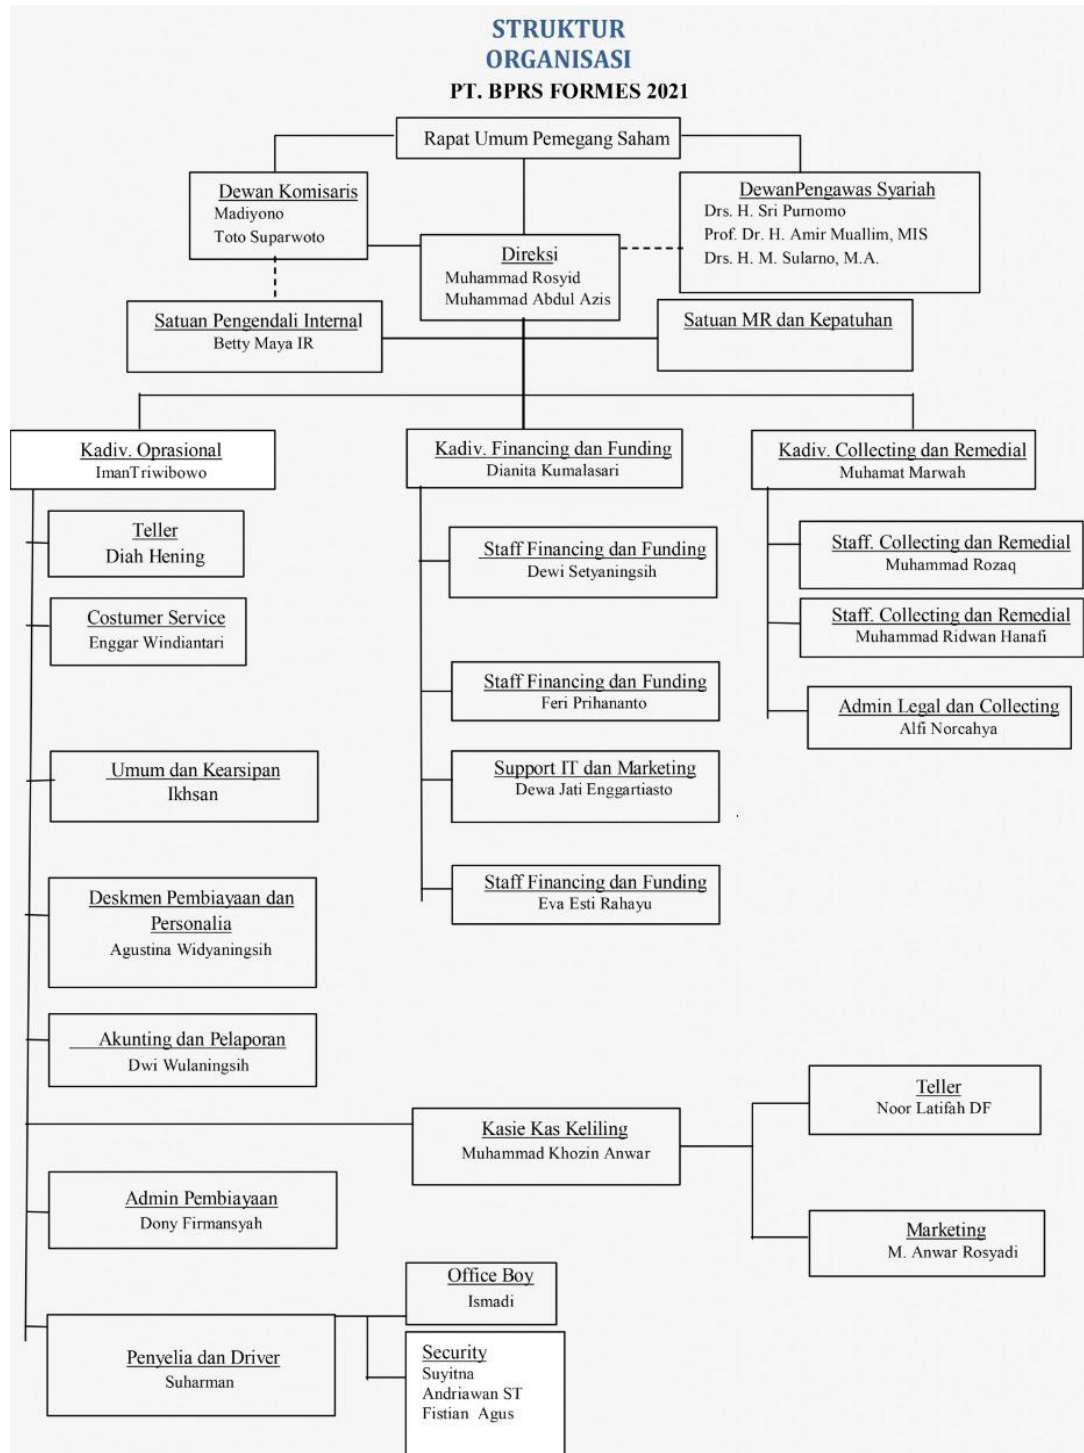 STRUKTUR
ORGANISASI
PT. BPRS FORMES 2021
Rapat Umum Pemegang Saham
Dewan Komisaris
Madiyono
Toto Suparwoto
DewanPengawas Syariah
Drs. H. Sri Purnomo
Prof. Dr. H. Amir Muallim, MIS
Drs. H. M. Sularno, M.A.
Direksi
Muhammad Rosyid
Muhammad Abdul Azis
Satuan Pengendali Internal
Betty Maya IR
Satuan MR dan Kepatuhan
Kadiv. Oprasional
ImanTriwibowo
Kadiv. Financing dan Funding
Dianita Kumalasari
Kadiv. Collecting dan Remedial
Muhamat Marwah
Teller
Diah Hening
Costumer Service
Enggar Windiantari
Umum dan Kearsipan
Ikhsan
Deskmen Pembiayaan dan
Personalia
Agustina Widyaningsih
Akunting dan Pelaporan
Dwi Wulaningsih
Staff Financing dan Funding
Dewi Setyaningsih
Staff Financing dan Funding
Feri Prihananto
Support IT dan Marketing
Dewa Jati Enggartiasto
Staff Financing dan Funding
Eva Esti Rahayu
Staff. Collecting dan Remedial
Muhammad Rozaq
Staff. Collecting dan Remedial
Muhammad Ridwan Hanafi
Admin Legal dan Collecting
Alfi Norcahya
Kasie Kas Keliling
Muhammad Khozin Anwar
Teller
Noor Latifah DF
Marketing
M. Anwar Rosyadi
Admin Pembiayaan
Dony Firmansyah
Penyelia dan Driver
Suharman
Office Boy
Ismadi
Security
Suyitna
Andriawan ST
Fistian Agus